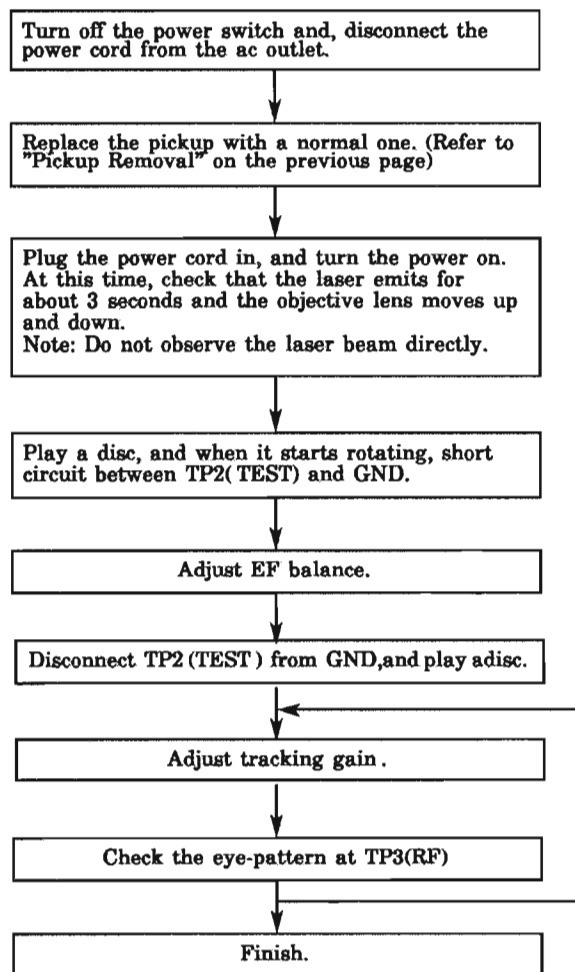 Turn off the power switch and, disconnect the
power cord from the ac outlet.
Replace the pickup with a normal one. (Refer to
"Pickup Removal" on the previous page)
Plug the power cord in, and turn the power on.
At this time, check that the laser emits for
about 3 seconds and the objective lens moves up
and down.
Note: Do not observe the laser beam directly.
Play a disc, and when it starts rotating, short
circuit between TP2(TEST) and GND.
Adjust EF balance.
Disconnect TP2(TEST) from GND,and play adisc.
Adjust tracking gain.
Check the eye-pattern at TP3(RF)
Finish.